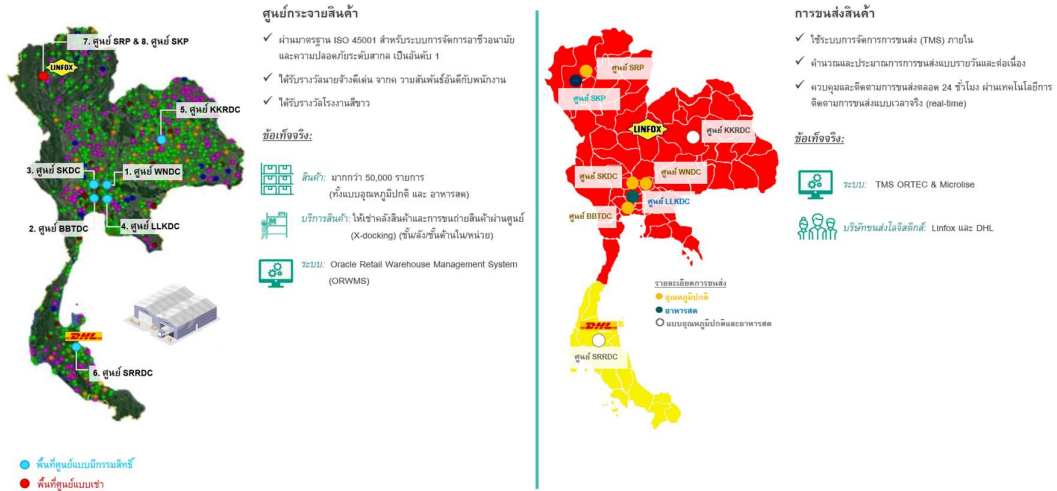 ศูนย์กระจายสินค้า
✓ ผ่านมาตรฐาน ISO 45001 สำหรับระบบการจัดการอาชีวอนามัย
และความปลอดภัยระดับสากล เป็นอันดับ 1
✓ ได้รับรางวัลนายจ้างดีเด่น จากค วามสัมพันธ์อันดีกับพนักงาน
✓ ได้รับรางวัลโรงงานสีขาว
ข้อเท็จจริง:
สินค้า: มากกว่า 50,000 รายการ
(ทั้งแบบอุณหภูมิปกติ และ อาหารสด)
บริการสินค้า: ให้เช่าคลังสินค้าและการขนถ่ายสินค้าผ่านศูนย์
(X-docking) (ชั้น/ลัง/ชั้นด้านใน/หน่วย)
ระบบ: Oracle Retail Warehouse Management System
(ORWMS)
7. ศูนย์ SRP & 8. ศูนย์ SKP
LINFOX
5. ศูนย์ KKRDC
3. ศูนย์ SKDC
1. ศูนย์ WNDC
2. ศูนย์ BBTDC
4. ศูนย์ LLKDC
DHL
6. ศูนย์ SRRDC
พื้นที่ศูนย์แบบมีกรรมสิทธิ์
พื้นที่ศูนย์แบบเช่า
การขนส่งสินค้า
✓ ใช้ระบบการจัดการการขนส่ง (TMS) ภายใน
✓ คำนวณและประมาณการการขนส่งแบบรายวันและต่อเนื่อง
✓ ควบคุมและติดตามการขนส่งตลอด 24 ชั่วโมง ผ่านเทคโนโลยีการ
ติดตามการขนส่งแบบเวลาจริง (real-time)
ข้อเท็จจริง:
ระบบ: TMS ORTEC & Microlise
บริษัทขนส่งโลจิสติกส์: Linfox และ DHL
ศูนย์ SRP
ศูนย์ SKP
LINFOX
ศูนย์ KKRDC
ศูนย์ SKDC
ศูนย์ WNDC
ศูนย์ LLKDC
ศูนย์ BBTDC
รายละเอียดการขนส่ง
อุณหภูมิปกติ
อาหารสด
แบบอุณหภูมิปกติและอาหารสด
DHL
ศูนย์ SRRDC